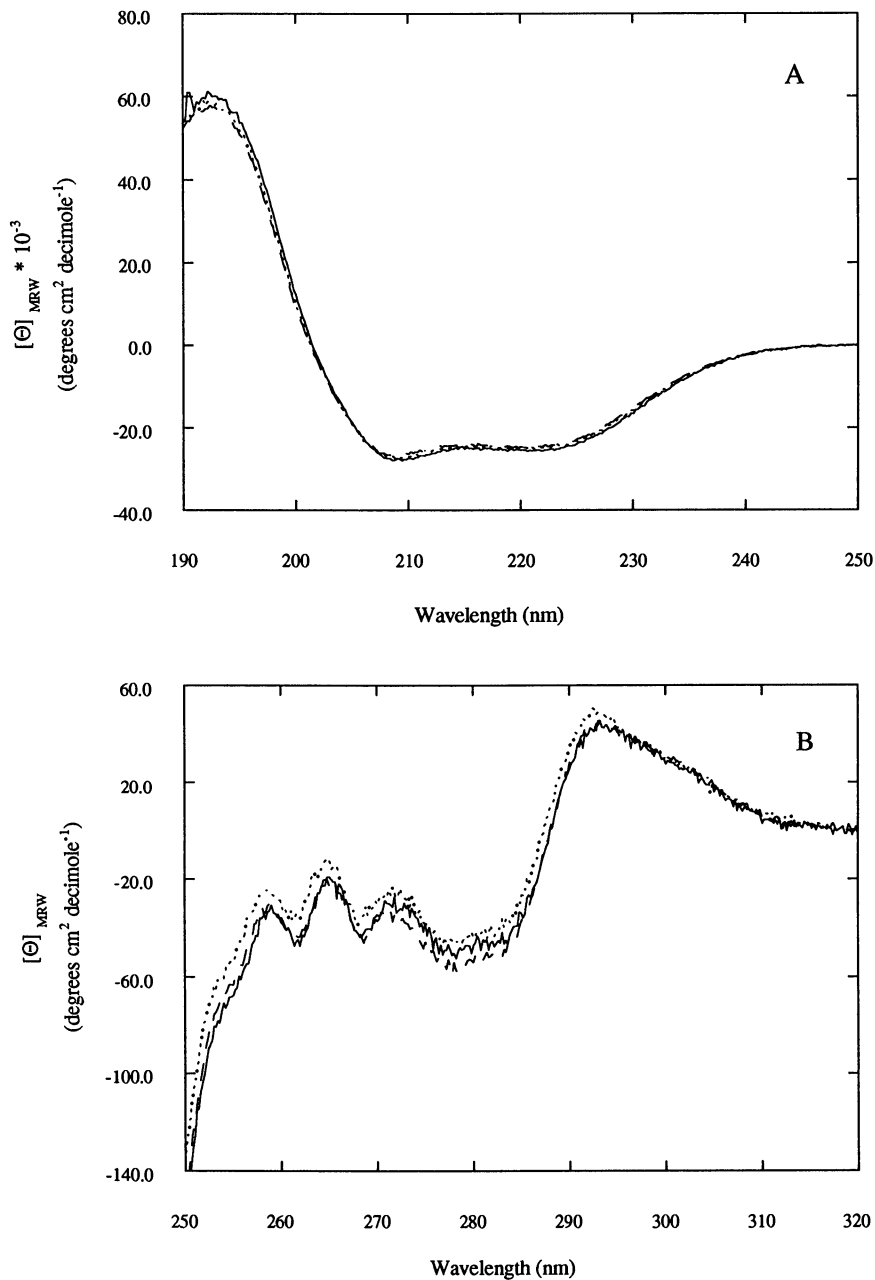 A
80.0
60.0
40.0
20.0
0.0
-20.0
-40.0
[Θ] MRW * 10⁻³
(degrees cm² decimole⁻¹)
190 200 210 220 230 240 250
Wavelength (nm)
B
60.0
20.0
-20.0
-60.0
-100.0
-140.0
[Θ] MRW
(degrees cm² decimole⁻¹)
250 260 270 280 290 300 310 320
Wavelength (nm)